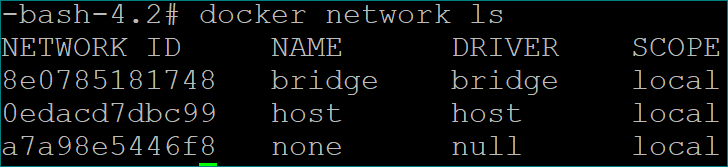 -bash-4.2# docker network ls
NETWORK ID NAME DRIVER SCOPE
8e0785181748 bridge bridge local
0edacd7dbc99 host host local
a7a98e5446f8 none null local